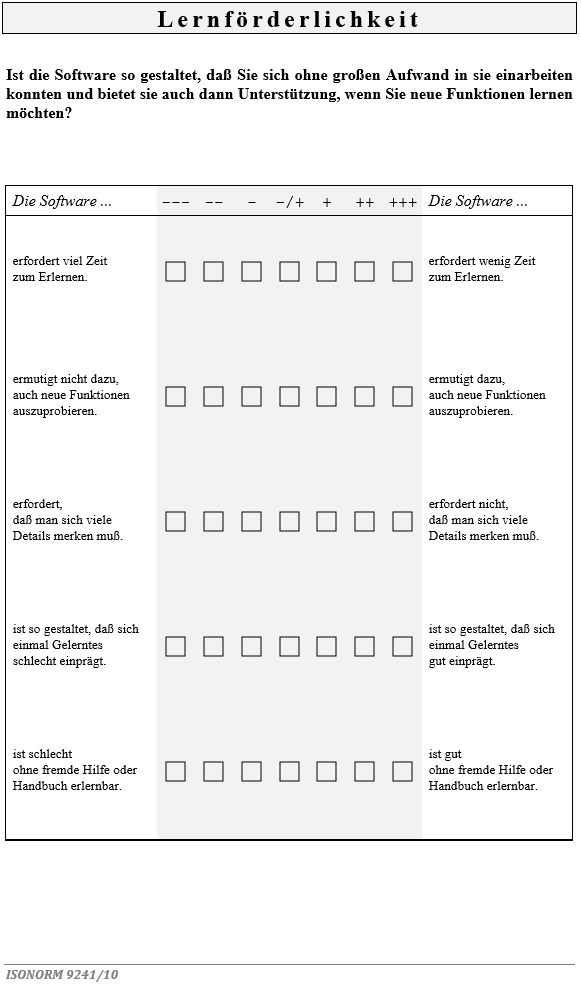 Lernförderlichkeit
Ist die Software so gestaltet, daß Sie sich ohne großen Aufwand in sie einarbeiten
konnten und bietet sie auch dann Unterstützung, wenn Sie neue Funktionen lernen
möchten?
Die Software ... --- -- - -/+ + ++ +++ Die Software ...
erfordert viel Zeit
zum Erlernen.
erfordert wenig Zeit
zum Erlernen.
ermutigt nicht dazu,
auch neue Funktionen
auszuprobieren.
ermutigt dazu,
auch neue Funktionen
auszuprobieren.
erfordert,
daß man sich viele
Details merken muß.
erfordert nicht,
daß man sich viele
Details merken muß.
ist so gestaltet, daß sich
einmal Gelerntes
schlecht einprägt.
ist so gestaltet, daß sich
einmal Gelerntes
gut einprägt.
ist schlecht
ohne fremde Hilfe oder
Handbuch erlernbar.
ist gut
ohne fremde Hilfe oder
Handbuch erlernbar.
ISONORM 9241/10